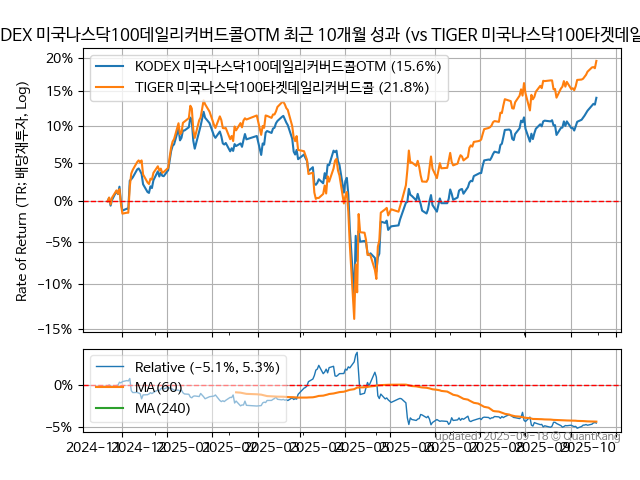 DEX 미국나스닥100데일리커버드콜OTM 최근 10개월 성과 (vs TIGER 미국나스닥100타겟데일
20%
15%
10%
5%
0%
−5%
−10%
−15%
Rate of Return (TR: 배당재투자, Log)
KODEX 미국나스닥100데일리커버드콜OTM (15.6%)
TIGER 미국나스닥100타겟데일리커버드콜 (21.8%)
0%
−5%
Relative (−5.1%, 5.3%)
MA(60)
MA(240)
updated: 2025-09-18 © QuantKang
2024-11 2024-12 2025-01 2025-02 2025-03 2025-04 2025-05 2025-06 2025-07 2025-08 2025-09 2025-10